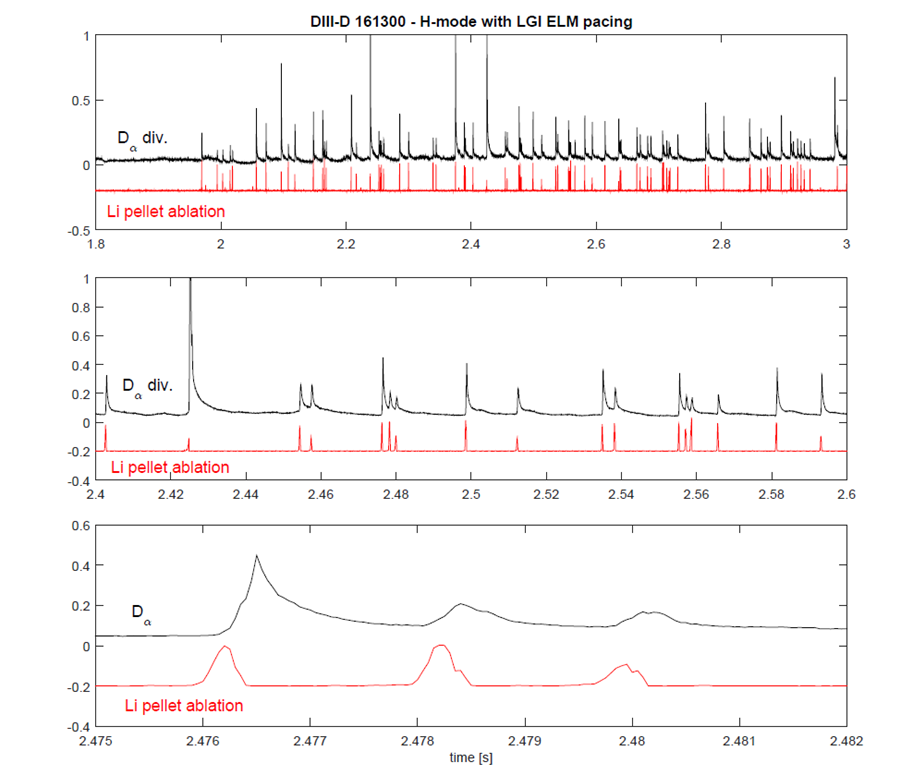 DIII-D 161300 - H-mode with LGI ELM pacing
1
0.5
0
-0.5
Dα div.
Li pellet ablation
1.8 2 2.2 2.4 2.6 2.8 3
1
0.8
0.6
0.4
0.2
0
-0.2
-0.4
Dα div.
Li pellet ablation
2.4 2.42 2.44 2.46 2.48 2.5 2.52 2.54 2.56 2.58 2.6
0.6
0.4
0.2
0
-0.2
-0.4
Dα
Li pellet ablation
2.475 2.476 2.477 2.478 2.479 2.48 2.481 2.482
time [s]